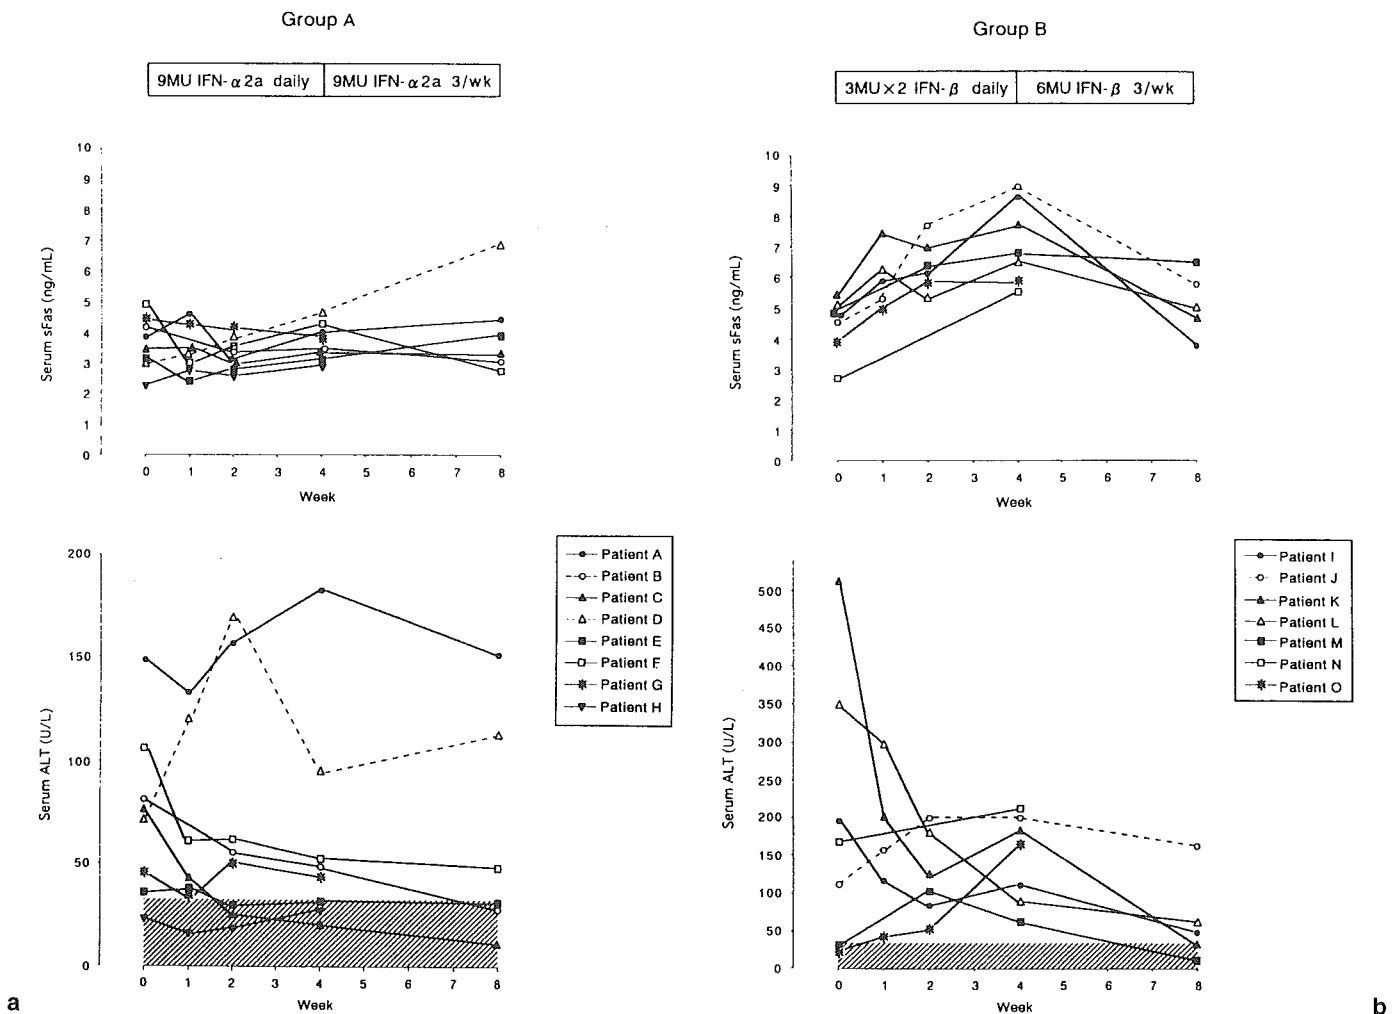 Group A
9MU IFN-α2a daily
9MU IFN-α2a 3/wk
Serum sFas (ng/mL)
10
9
8
7
6
5
4
3
2
1
0
0 1 2 3 4 5 6 7 8
Week
Serum ALT (U/L)
200
150
100
50
0
0 1 2 3 4 5 6 7 8
Week
Patient A
Patient B
Patient C
Patient D
Patient E
Patient F
Patient G
Patient H
a
Group B
3MU×2 IFN-β daily
6MU IFN-β 3/wk
Serum sFas (ng/mL)
10
9
8
7
6
5
4
3
2
1
0
0 1 2 3 4 5 6 7 8
Week
Serum ALT (U/L)
500
450
400
350
300
250
200
150
100
50
0
0 1 2 3 4 5 6 7 8
Week
Patient I
Patient J
Patient K
Patient L
Patient M
Patient N
Patient O
b